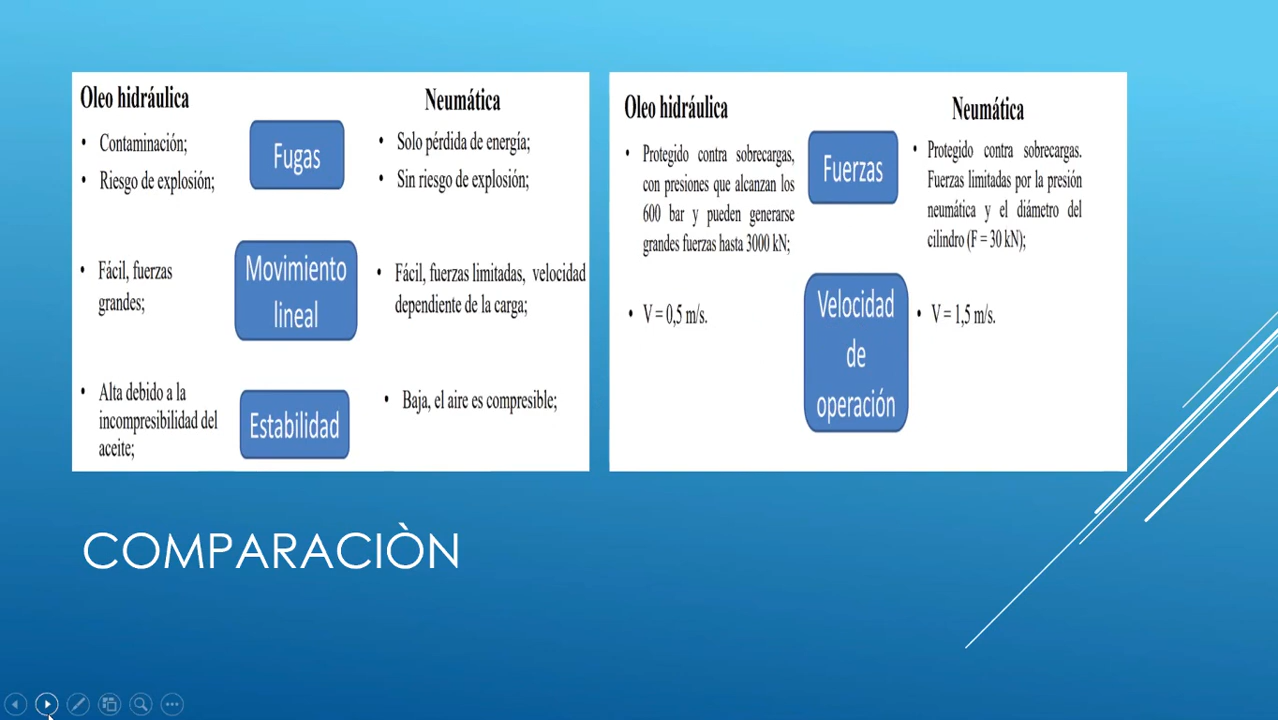 Oleo hidráulica
Neumática
• Contaminación;
• Riesgo de explosión;
Fugas
• Solo pérdida de energía;
• Sin riesgo de explosión;
• Fácil, fuerzas
grandes;
Movimiento
lineal
• Fácil, fuerzas limitadas, velocidad
dependiente de la carga;
• Alta debido a la
incompresibilidad del
aceite;
Estabilidad
• Baja, el aire es compresible;
Oleo hidráulica
Neumática
• Protegido contra sobrecargas,
con presiones que alcanzan los
600 bar y pueden generarse
grandes fuerzas hasta 3000 kN;
Fuerzas
• Protegido contra sobrecargas.
Fuerzas limitadas por la presión
neumática y el diámetro del
cilindro (F = 30 kN);
• V = 0,5 m/s.
Velocidad
de
operación
• V = 1,5 m/s.
COMPARACIÒN